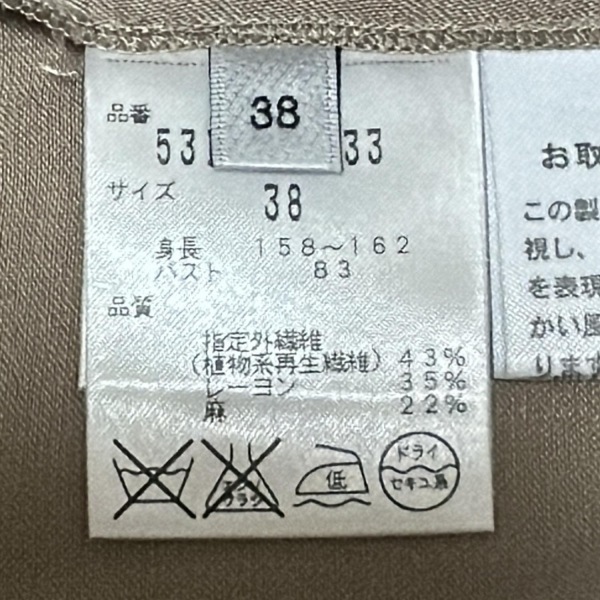 38
品番
53 33
サイズ
38
身長 158～162
バスト 83
品質
指定外繊維
(植物系再生繊維) 43%
レーヨン 35%
麻 22%
低
ドライ
セキユ系
お取
この製
視し、
を表現
かい風
ります